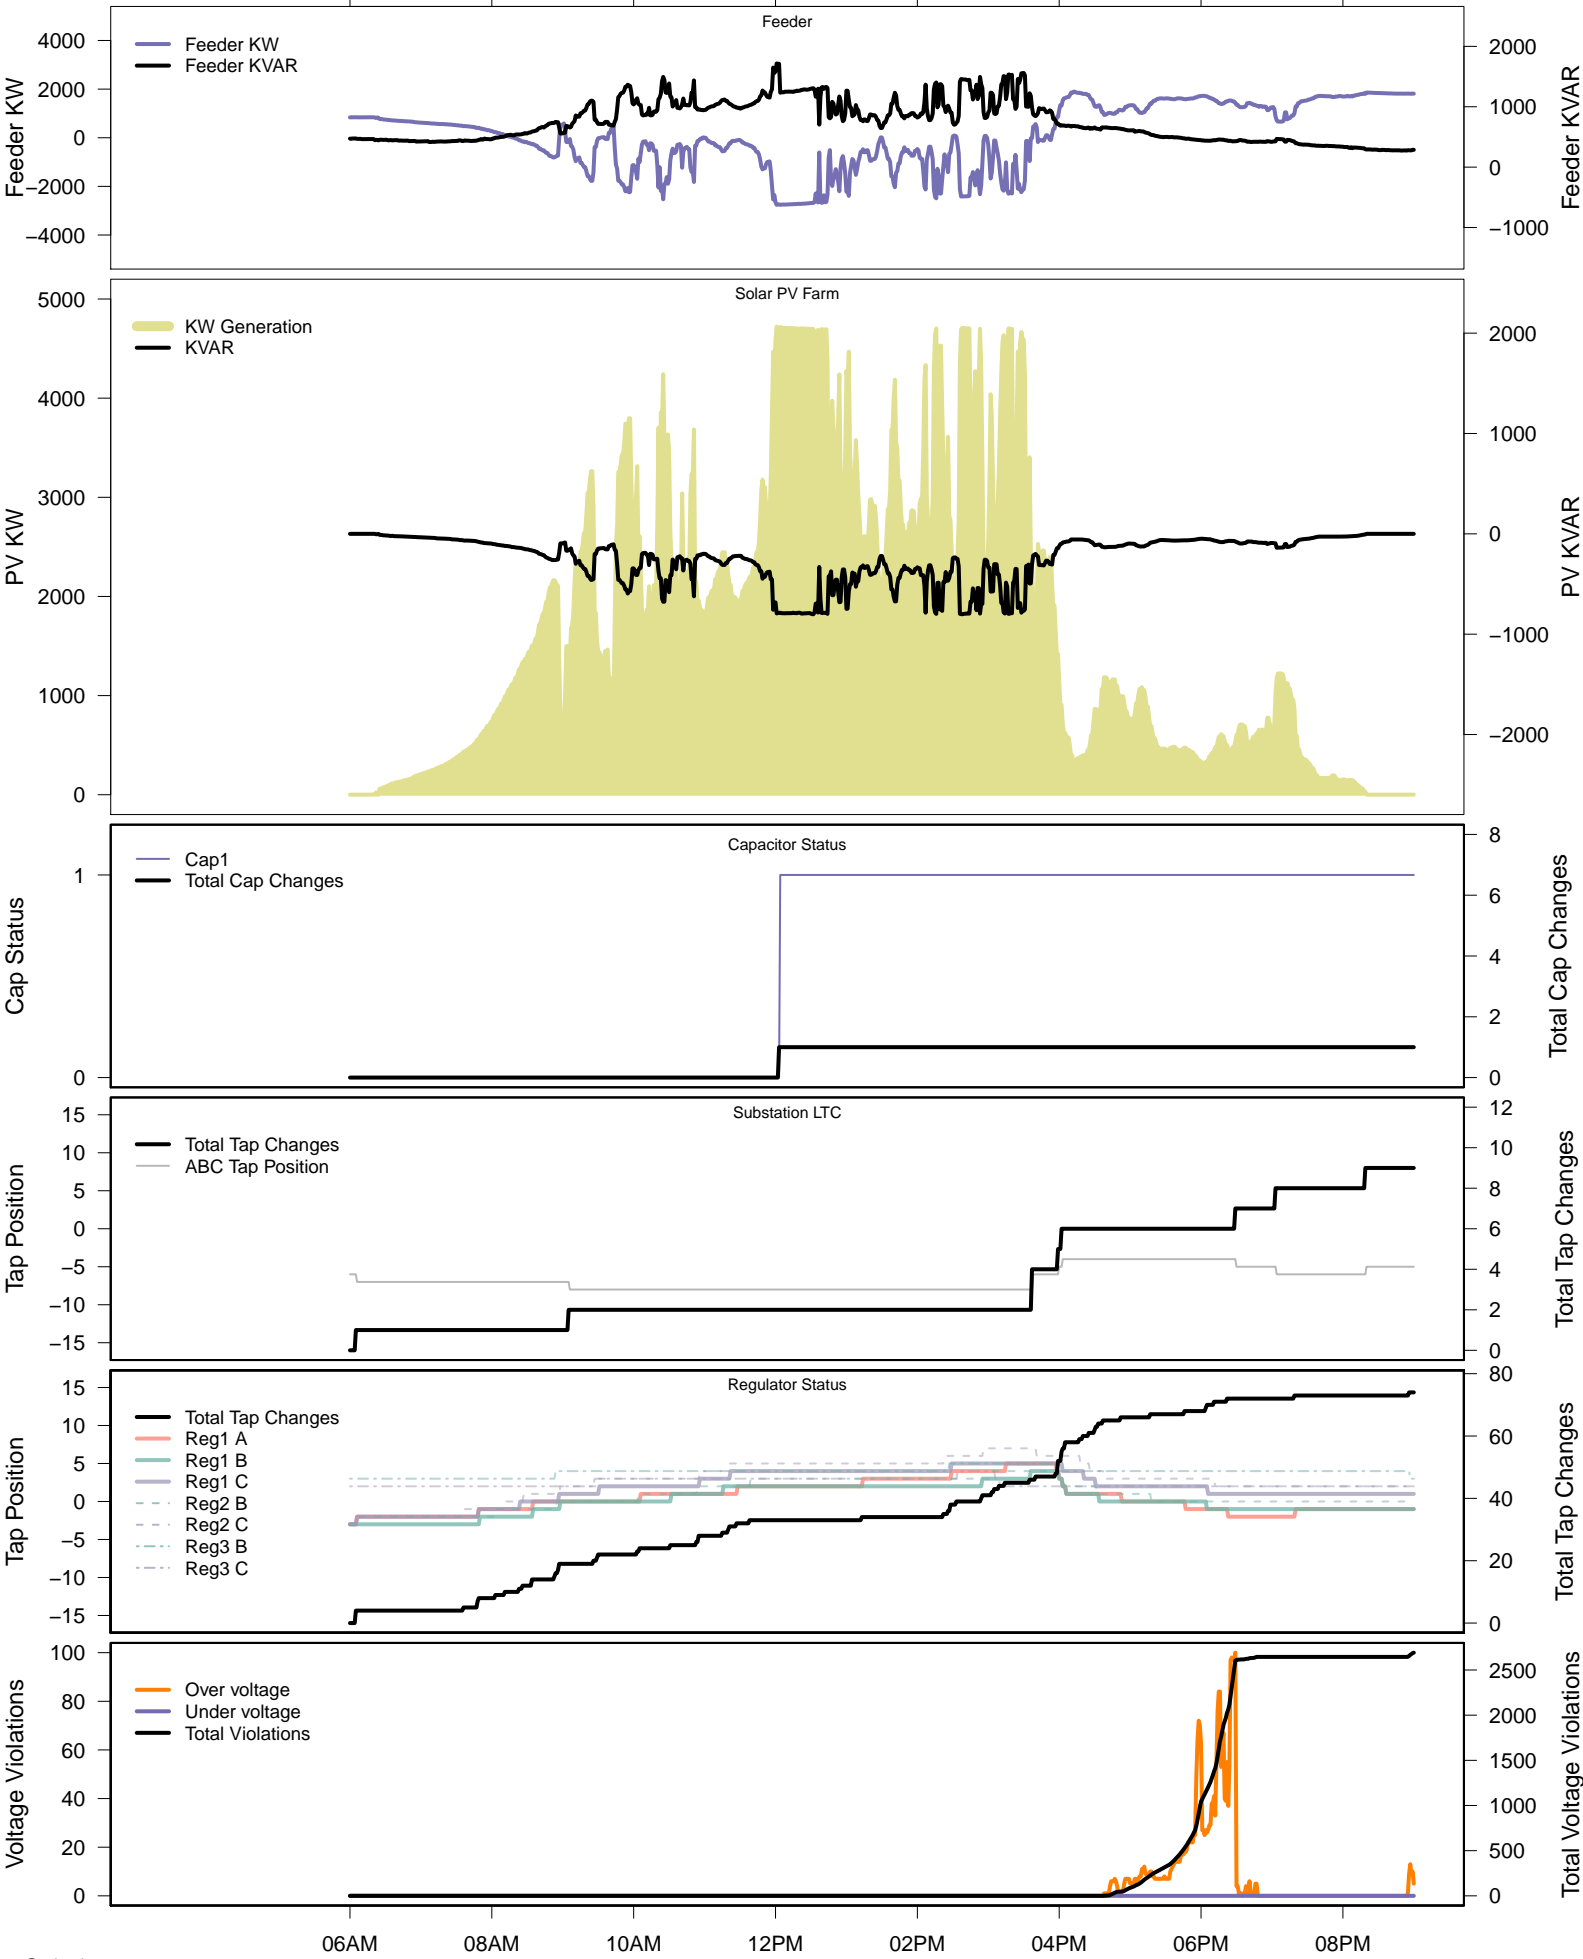 Feeder
Feeder KW
Feeder KVAR
4000
2000
0
−2000
−4000
Feeder KW
2000
1000
0
−1000
Feeder KVAR
Solar PV Farm
KW Generation
KVAR
5000
4000
3000
2000
1000
0
PV KW
2000
1000
0
−1000
−2000
PV KVAR
Capacitor Status
Cap1
Total Cap Changes
1
0
Cap Status
8
6
4
2
0
Total Cap Changes
Substation LTC
Total Tap Changes
ABC Tap Position
15
10
5
0
−5
−10
−15
Tap Position
12
10
8
6
4
2
0
Total Tap Changes
Regulator Status
Total Tap Changes
Reg1 A
Reg1 B
Reg1 C
Reg2 B
Reg2 C
Reg3 B
Reg3 C
15
10
5
0
−5
−10
−15
Tap Position
80
60
40
20
0
Total Tap Changes
Over voltage
Under voltage
Total Violations
100
80
60
40
20
0
Voltage Violations
2500
2000
1500
1000
500
0
Total Voltage Violations
06AM 08AM 10AM 12PM 02PM 04PM 06PM 08PM